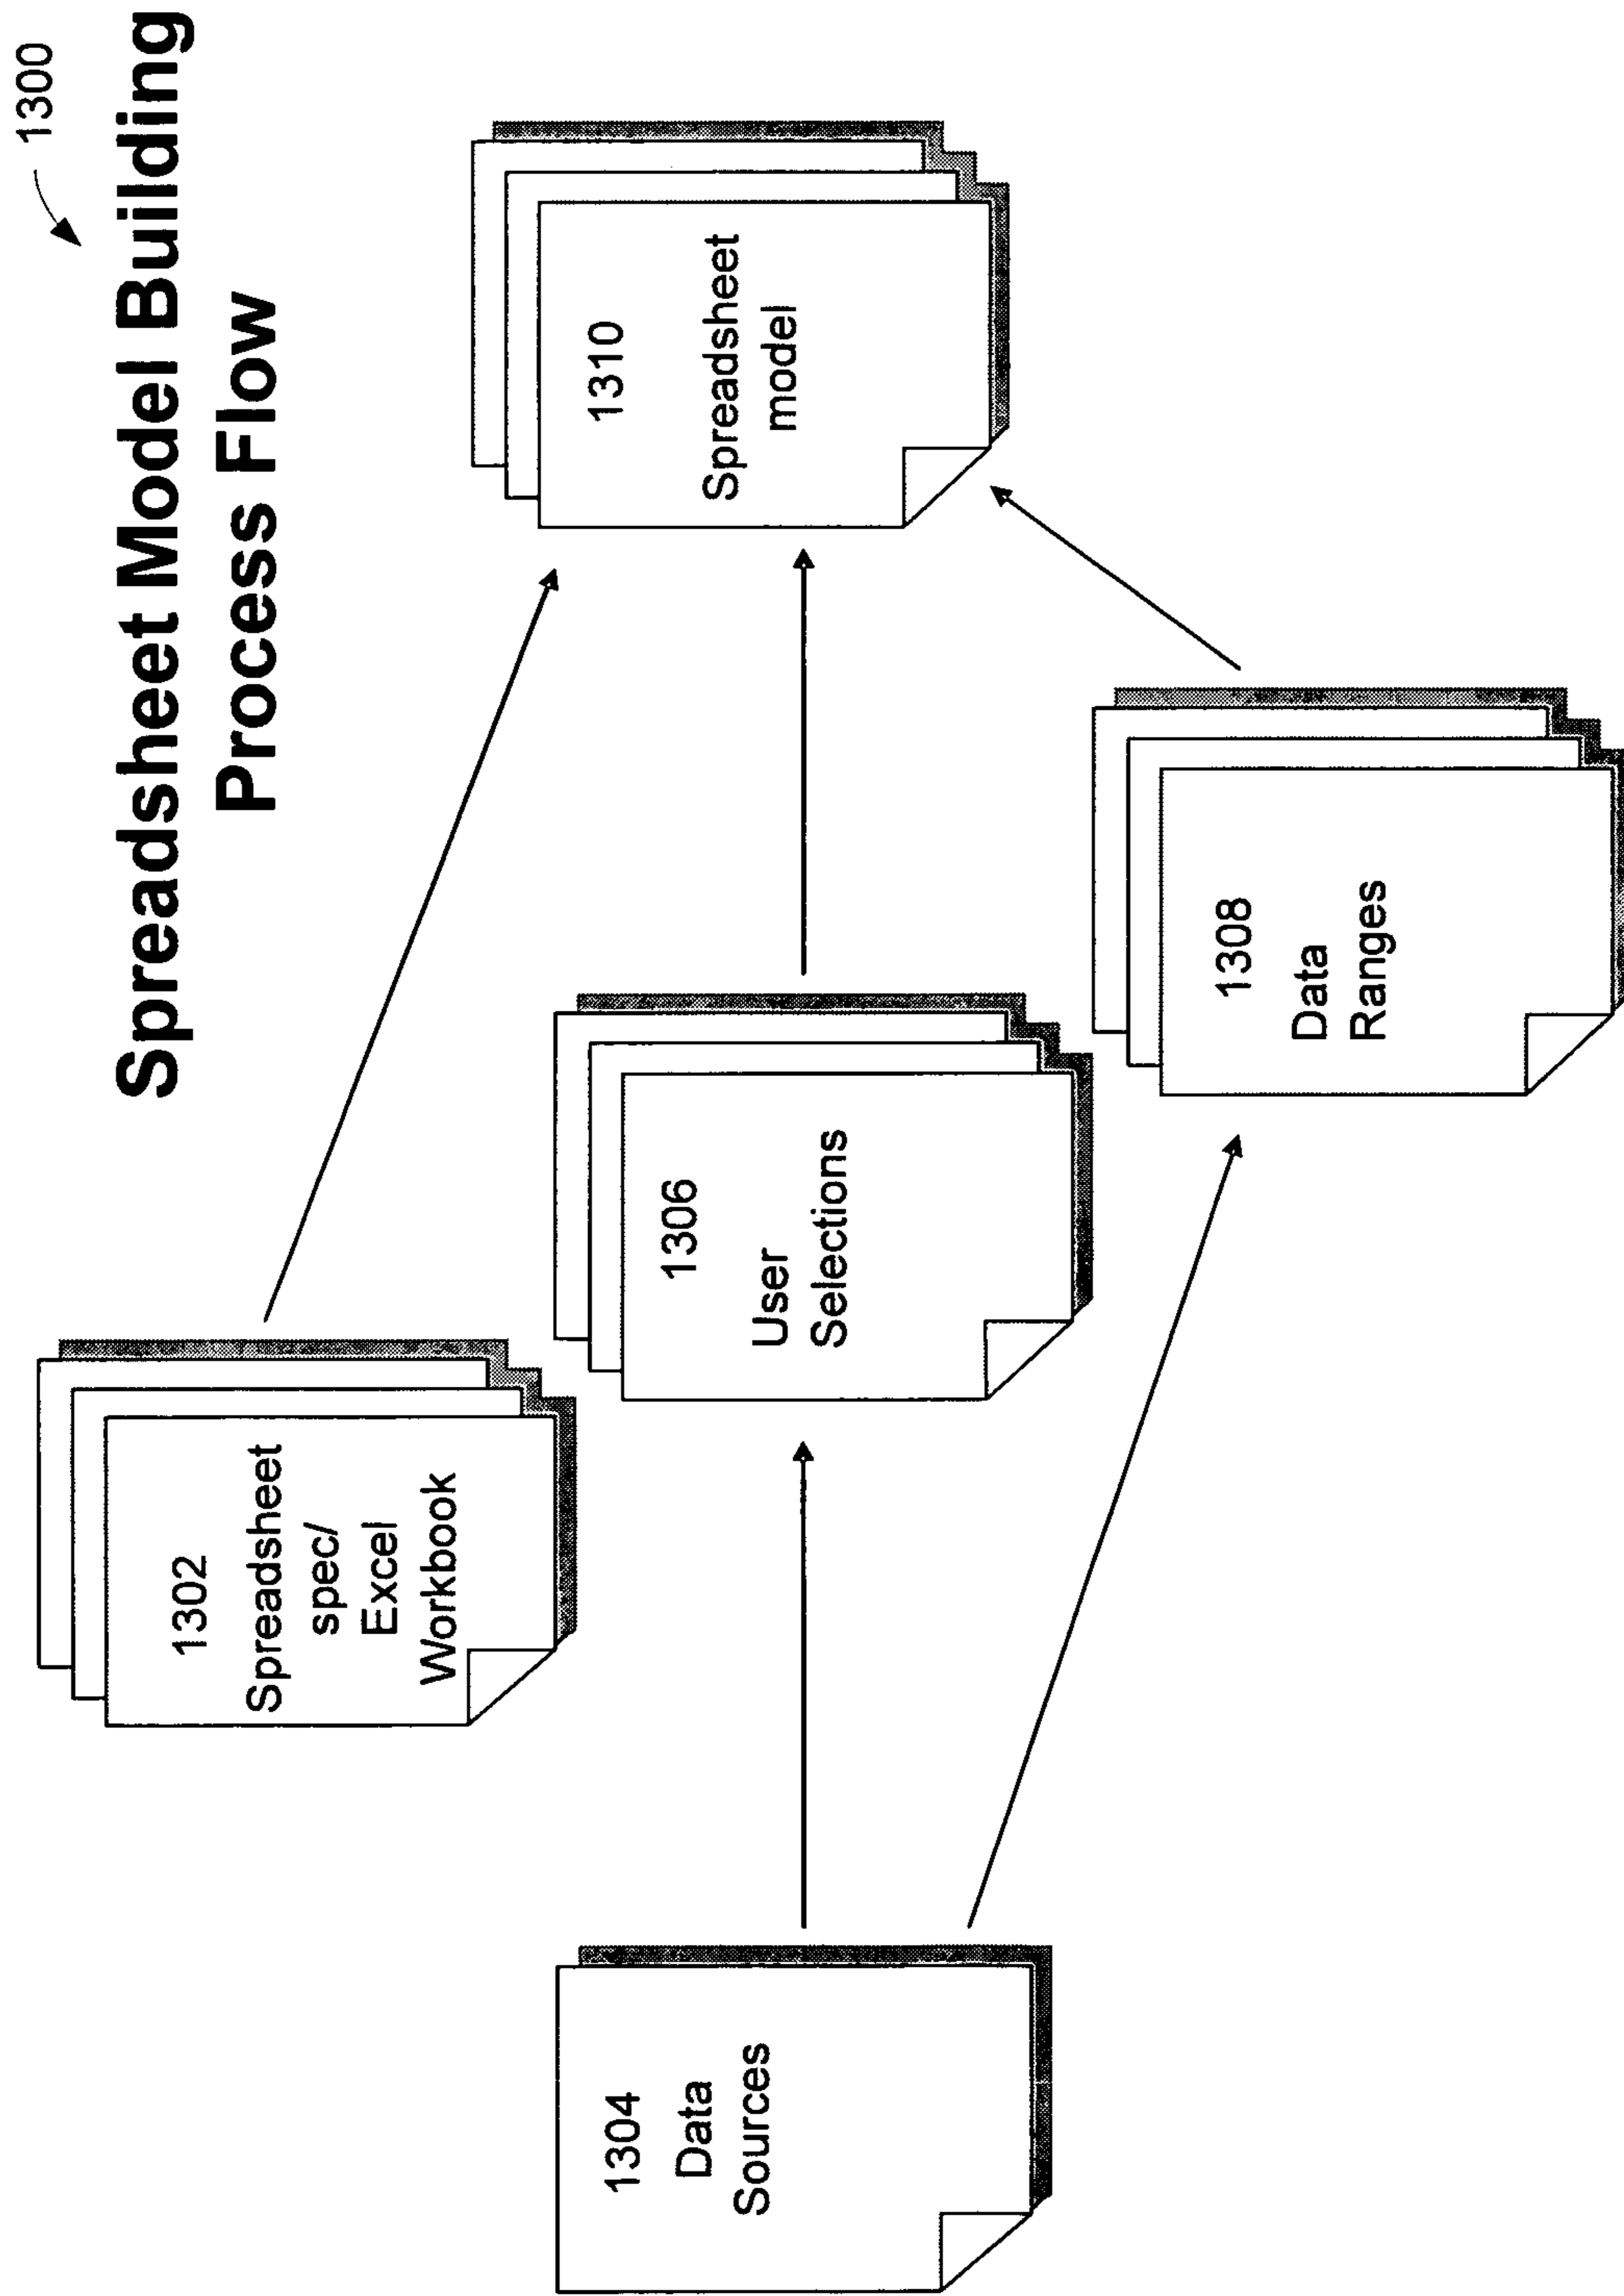 1300
Spreadsheet Model Building
Process Flow
1302
Spreadsheet
spec/
Excel
Workbook
1304
Data
Sources
1306
User
Selections
1308
Data
Ranges
1310
Spreadsheet
model